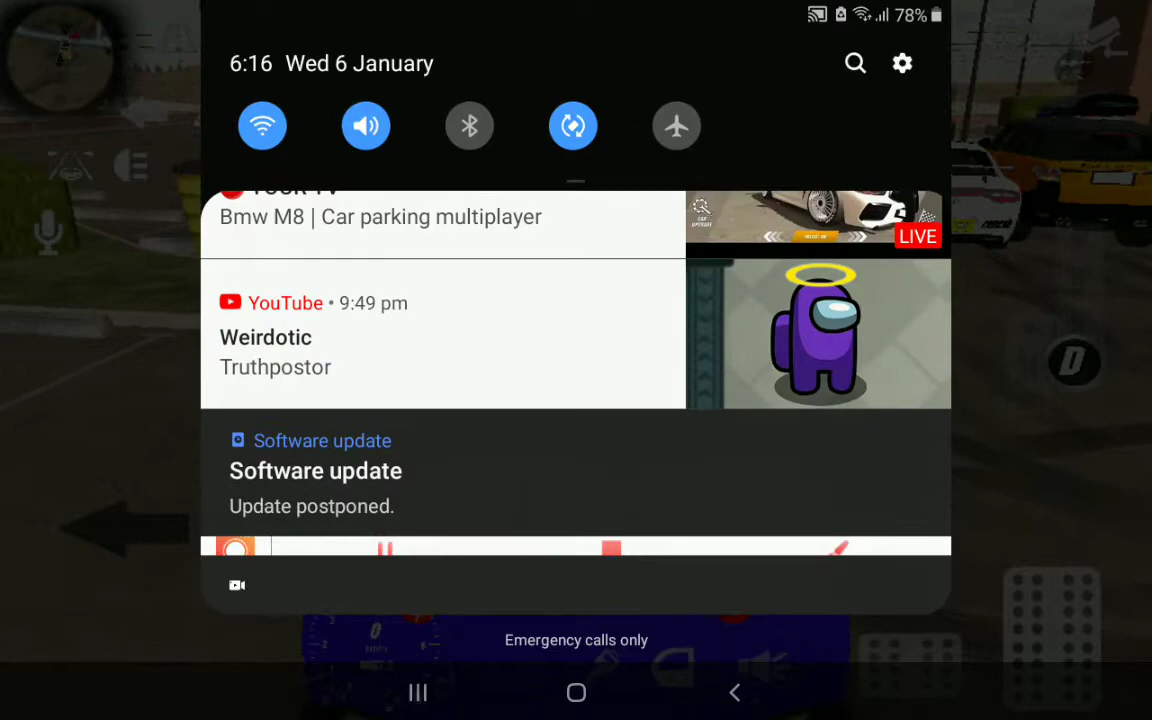 78%
6:16 Wed 6 January
Bmw M8 | Car parking multiplayer
LIVE
YouTube • 9:49 pm
Weirdotic
Truthpostor
Software update
Software update
Update postponed.
D
0
Emergency calls only